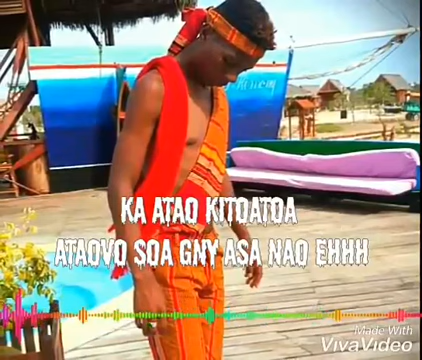 KA ATAO KITOATOA
ATAOVO SOA GNY ASA NAO EHHH
Made With
VivaVideo